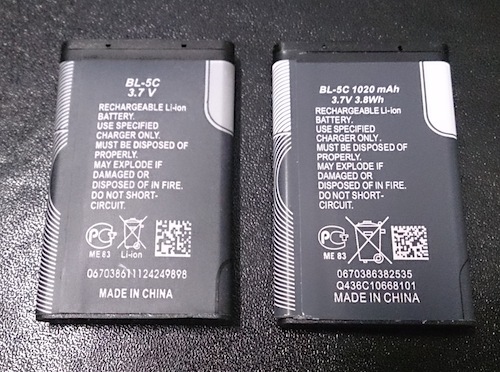 BL-5C
3.7 V
RECHARGEABLE Li-ion
BATTERY.
USE SPECIFIED
CHARGER ONLY.
MUST BE DISPOSED OF
PROPERLY.
MAY EXPLODE IF
DAMAGED OR
DISPOSED OF IN FIRE.
DO NOT SHORT-
CIRCUIT.
PG
ME 83 Li-ion
0670386111242498​98
MADE IN CHINA
BL-5C 1020 mAh
3.7V 3.8Wh
RECHARGEABLE Li-ion
BATTERY.
USE SPECIFIED
CHARGER ONLY.
MUST BE DISPOSED OF
PROPERLY.
MAY EXPLODE IF
DAMAGED OR
DISPOSED OF IN FIRE.
DO NOT SHORT-
CIRCUIT.
PG
ME 83
0670386382535
Q436C10668101
MADE IN CHINA